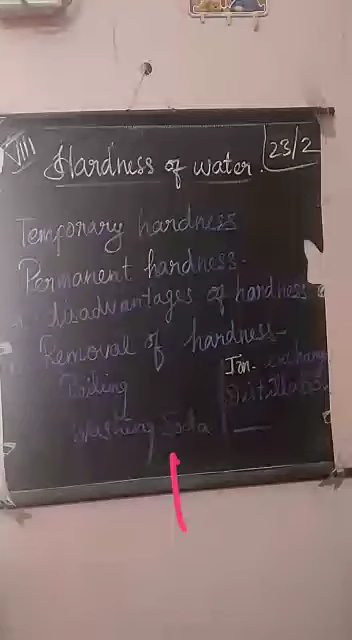 VIII
Hardness of water.
23/2
Temporary hardness
Permanent hardness-
disadvantages of hardness
Removal of hardness-
Boiling
Ion-exchange
Distillation
Washing Soda